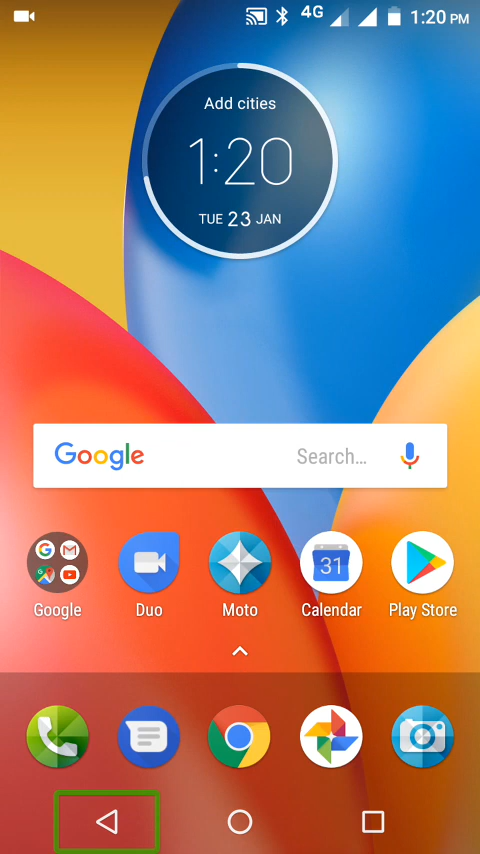 4G 1:20 PM
Add cities
1:20
TUE 23 JAN
Google Search...
31
Google Duo Moto Calendar Play Store